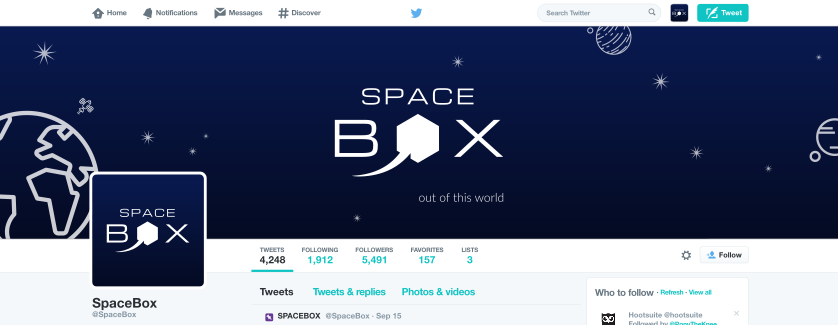 Home Notifications Messages Discover Search Twitter Tweet
SPACE
BOX
out of this world
SPACE
BOX
TWEETS FOLLOWING FOLLOWERS FAVORITES LISTS
4,248 1,912 5,491 157 3
Follow
SpaceBox
@SpaceBox
Tweets Tweets & replies Photos & videos
SPACEBOX @SpaceBox · Sep 15
Who to follow · Refresh · View all
Hootsuite @hootsuite
Followed by